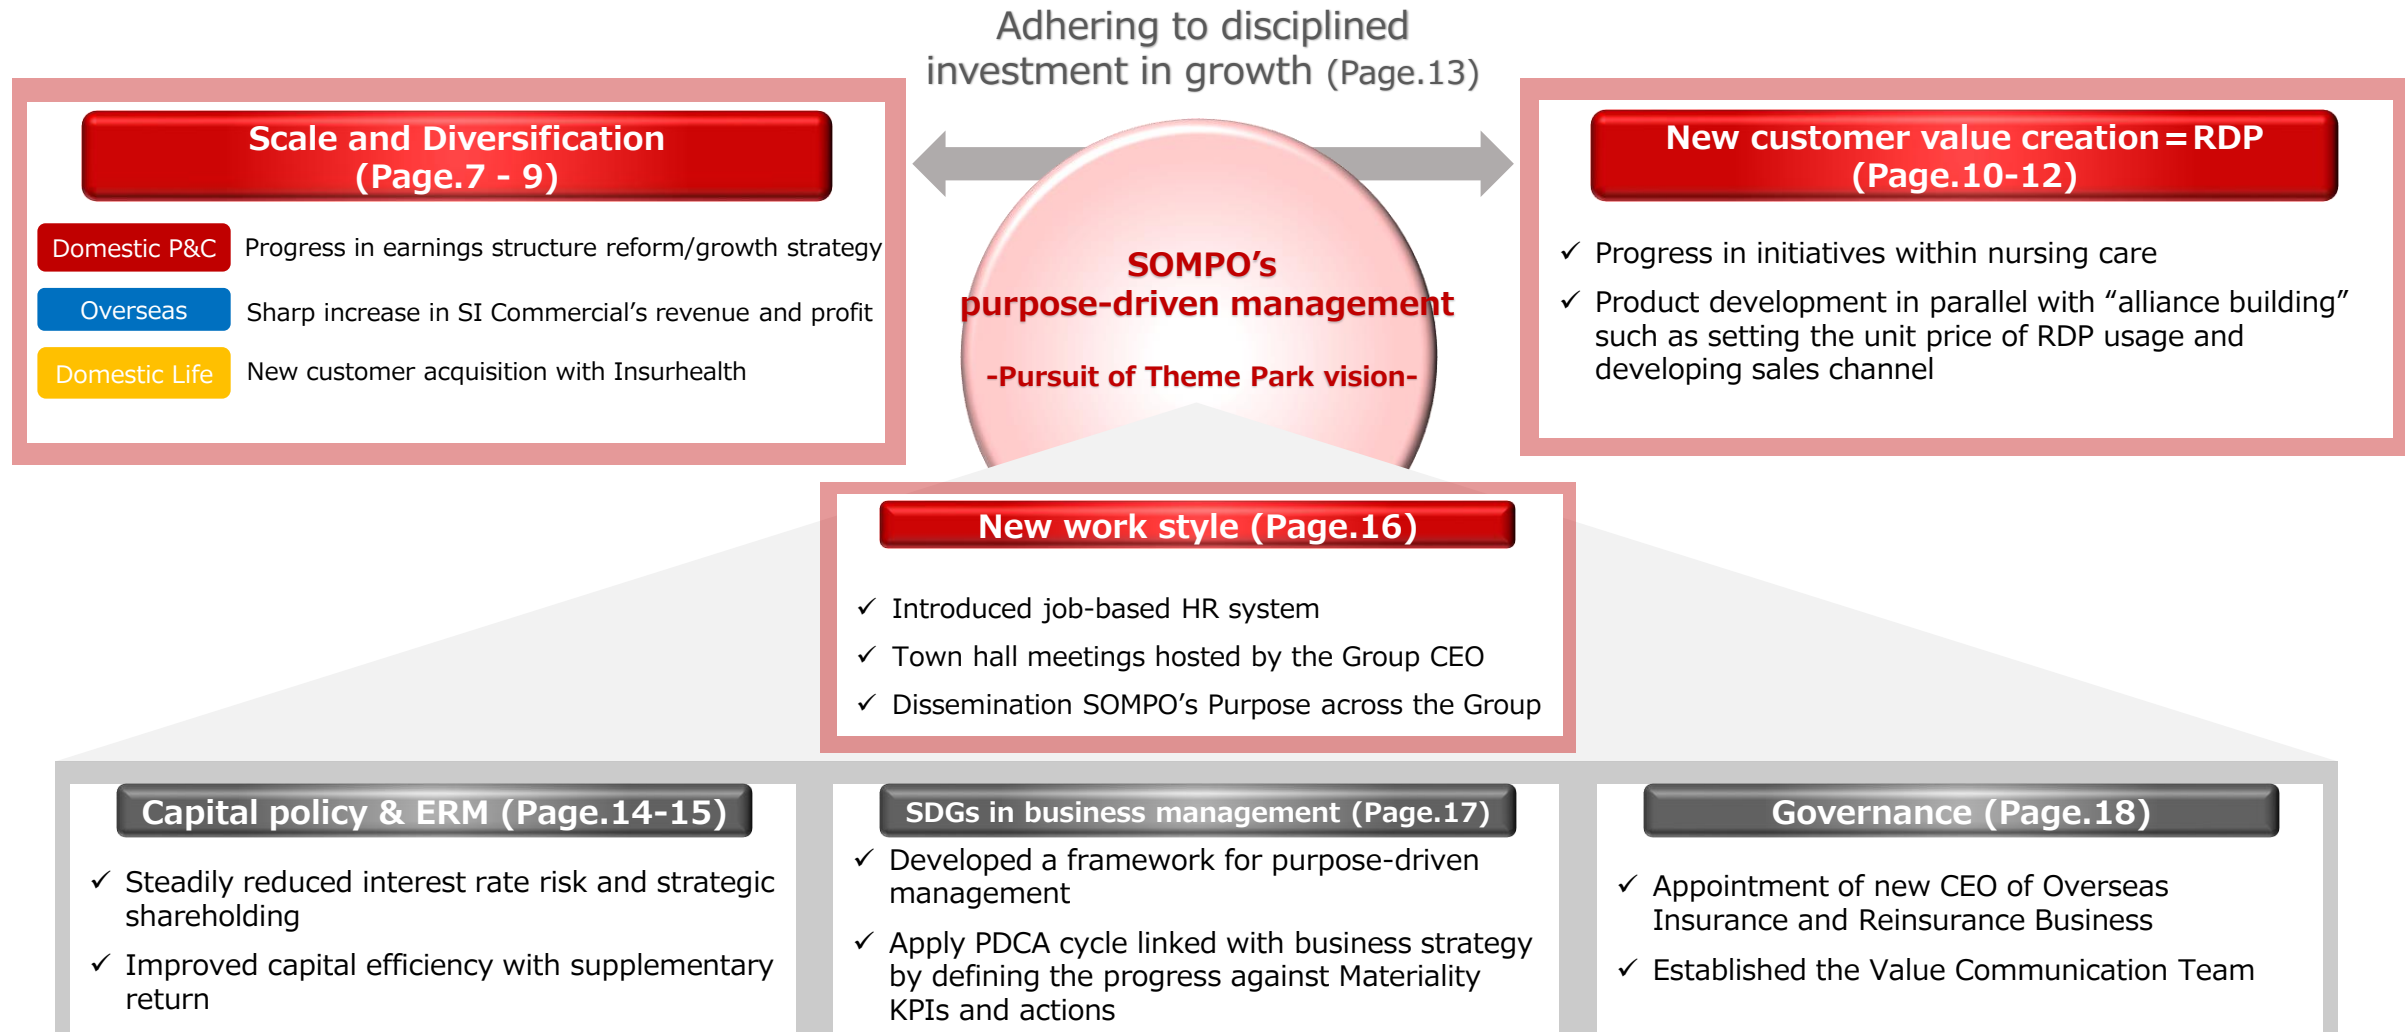 Adhering to disciplined
investment in growth (Page.13)
Scale and Diversification
(Page.7 - 9)
Domestic P&C Progress in earnings structure reform/growth strategy
Overseas Sharp increase in SI Commercial’s revenue and profit
Domestic Life New customer acquisition with Insurhealth
SOMPO’s
purpose-driven management
-Pursuit of Theme Park vision-
New customer value creation=RDP
(Page.10-12)
✓ Progress in initiatives within nursing care
✓ Product development in parallel with “alliance building”
such as setting the unit price of RDP usage and
developing sales channel
New work style (Page.16)
✓ Introduced job-based HR system
✓ Town hall meetings hosted by the Group CEO
✓ Dissemination SOMPO’s Purpose across the Group
Capital policy & ERM (Page.14-15)
✓ Steadily reduced interest rate risk and strategic
shareholding
✓ Improved capital efficiency with supplementary
return
SDGs in business management (Page.17)
✓ Developed a framework for purpose-driven
management
✓ Apply PDCA cycle linked with business strategy
by defining the progress against Materiality
KPIs and actions
Governance (Page.18)
✓ Appointment of new CEO of Overseas
Insurance and Reinsurance Business
✓ Established the Value Communication Team